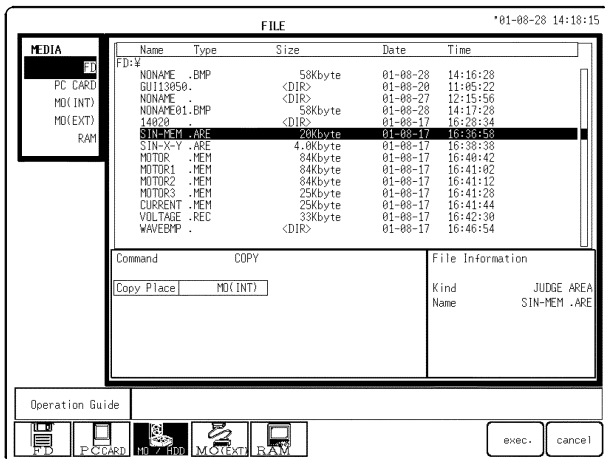 FILE '01-08-28 14:18:15
MEDIA
FD
PC CARD
MO(INT)
MO(EXT)
RAM
Name Type Size Date Time
FD:¥
NONAME .BMP 58Kbyte 01-08-28 14:16:28
GUI13050. <DIR> 01-08-20 11:05:22
NONAME . <DIR> 01-08-27 12:15:56
NONAME01.BMP 58Kbyte 01-08-28 14:17:28
14020 . <DIR> 01-08-17 16:28:34
SIN-MEM .ARE 20Kbyte 01-08-17 16:36:58
SIN-X-Y .ARE 4.0Kbyte 01-08-17 16:38:38
MOTOR .MEM 84Kbyte 01-08-17 16:40:42
MOTOR1 .MEM 84Kbyte 01-08-17 16:41:02
MOTOR2 .MEM 84Kbyte 01-08-17 16:41:12
MOTOR3 .MEM 25Kbyte 01-08-17 16:41:28
CURRENT .MEM 25Kbyte 01-08-17 16:41:44
VOLTAGE .REC 33Kbyte 01-08-17 16:42:30
WAVEBMP . <DIR> 01-08-17 16:46:54
Command COPY
Copy Place MO(INT)
File Information
Kind JUDGE AREA
Name SIN-MEM .ARE
Operation Guide
FD PC CARD MO / HDD MO(EXT) RAM exec. cancel